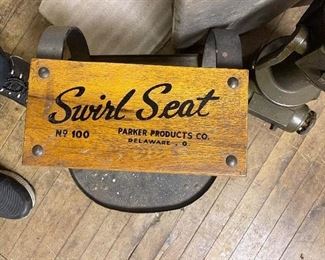 Swirl Seat
Nº 100 PARKER PRODUCTS CO.
DELAWARE, O.